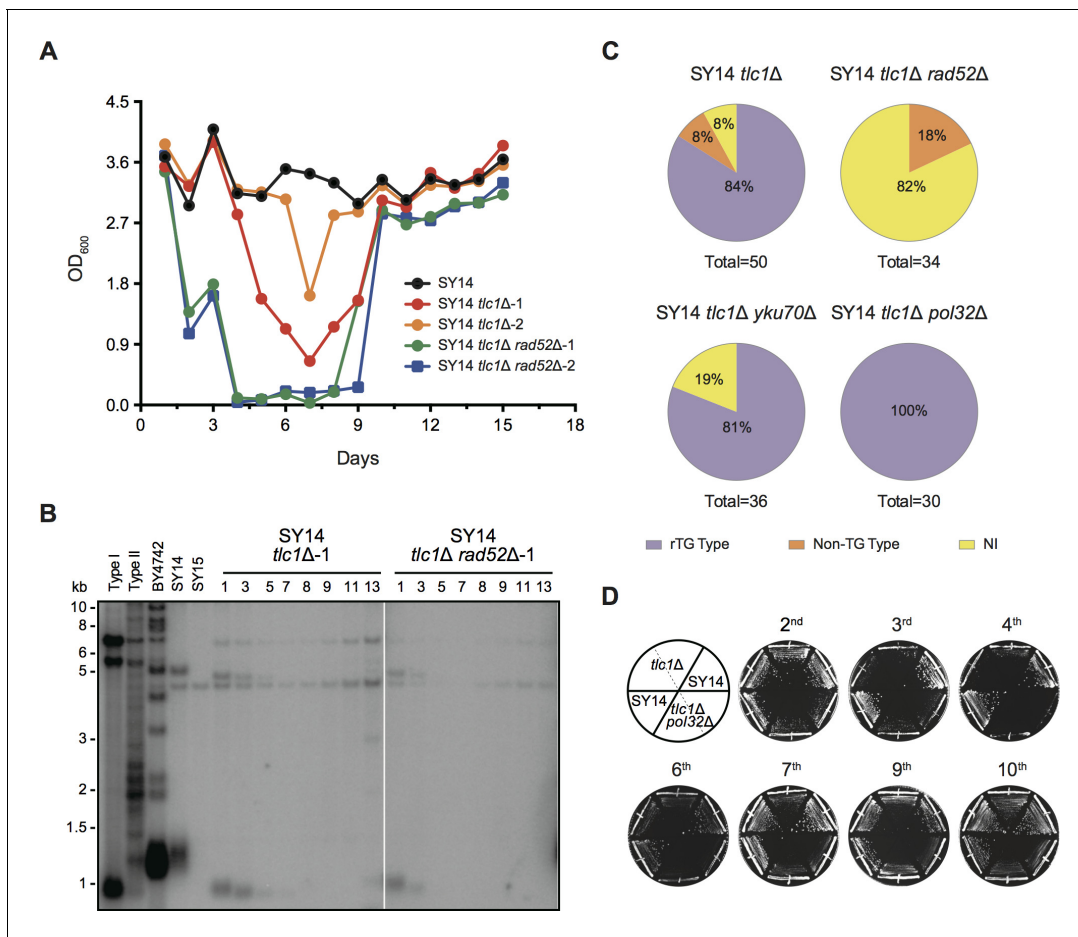 A
4.5
3.6
2.7
1.8
0.9
0.0
OD600
0 3 6 9 12 15 18
Days
SY14
SY14 tlc1Δ-1
SY14 tlc1Δ-2
SY14 tlc1Δ rad52Δ-1
SY14 tlc1Δ rad52Δ-2
B
kb
10 -
8 -
6 -
5 -
3 -
2 -
1.5 -
1 -
Type I
Type II
BY4742
SY14
SY15
SY14
tlc1Δ-1
1 3 5 7 8 9 11 13
SY14
tlc1Δ rad52Δ-1
1 3 5 7 8 9 11 13
C
SY14 tlc1Δ
8%
8%
84%
Total=50
SY14 tlc1Δ rad52Δ
18%
82%
Total=34
SY14 tlc1Δ yku70Δ
19%
81%
Total=36
SY14 tlc1Δ pol32Δ
100%
Total=30
rTG Type
Non-TG Type
NI
D
tlc1Δ
SY14
SY14
tlc1Δ
pol32Δ
2nd
3rd
4th
6th
7th
9th
10th